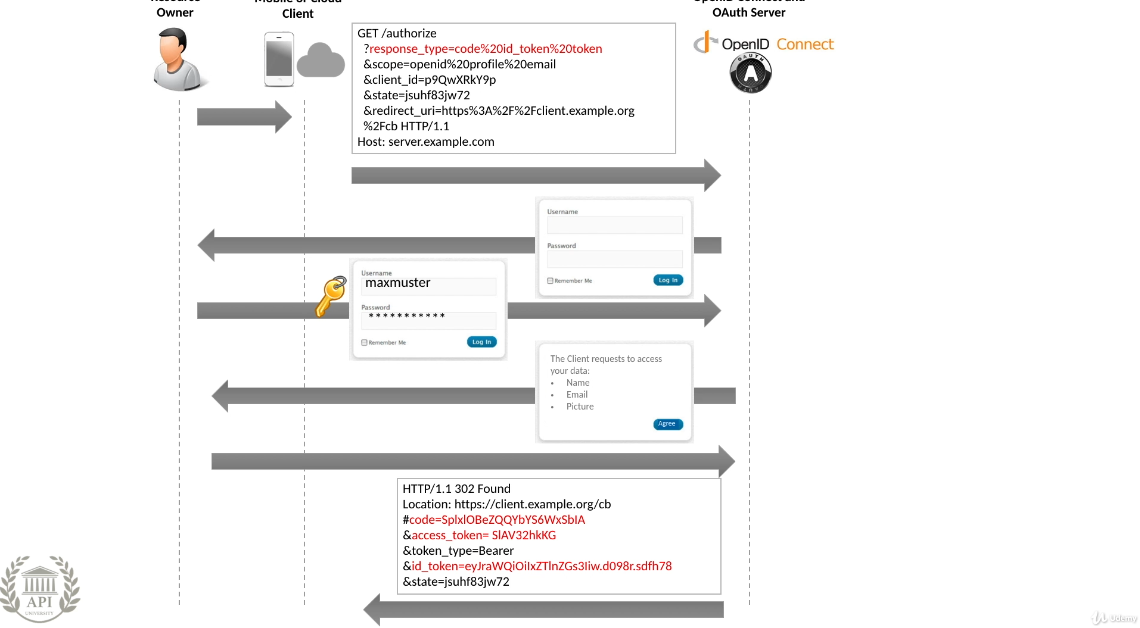 Owner
Mobile or Cloud
Client
OpenID Connect and
OAuth Server
GET /authorize
?response_type=code%20id_token%20token
&scope=openid%20profile%20email
&client_id=p9QwXRkY9p
&state=jsuhf83jw72
&redirect_uri=https%3A%2F%2Fclient.example.org
%2Fcb HTTP/1.1
Host: server.example.com
OpenID Connect
OAUTH
A
Username
Password
Remember Me
Log In
Username
maxmuster
Password
***********
Remember Me
Log In
The Client requests to access
your data:
• Name
• Email
• Picture
Agree
HTTP/1.1 302 Found
Location: https://client.example.org/cb
#code=SplxlOBeZQQYbYS6WxSbIA
&access_token= SlAV32hkKG
&token_type=Bearer
&id_token=eyJraWQiOiIxZTlnZGs3Iiw.d098r.sdfh78
&state=jsuhf83jw72
API
UNIVERSITY
Udemy